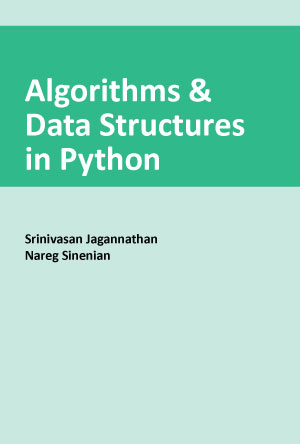 Algorithms &
Data Structures
in Python
Srinivasan Jagannathan
Nareg Sinenian